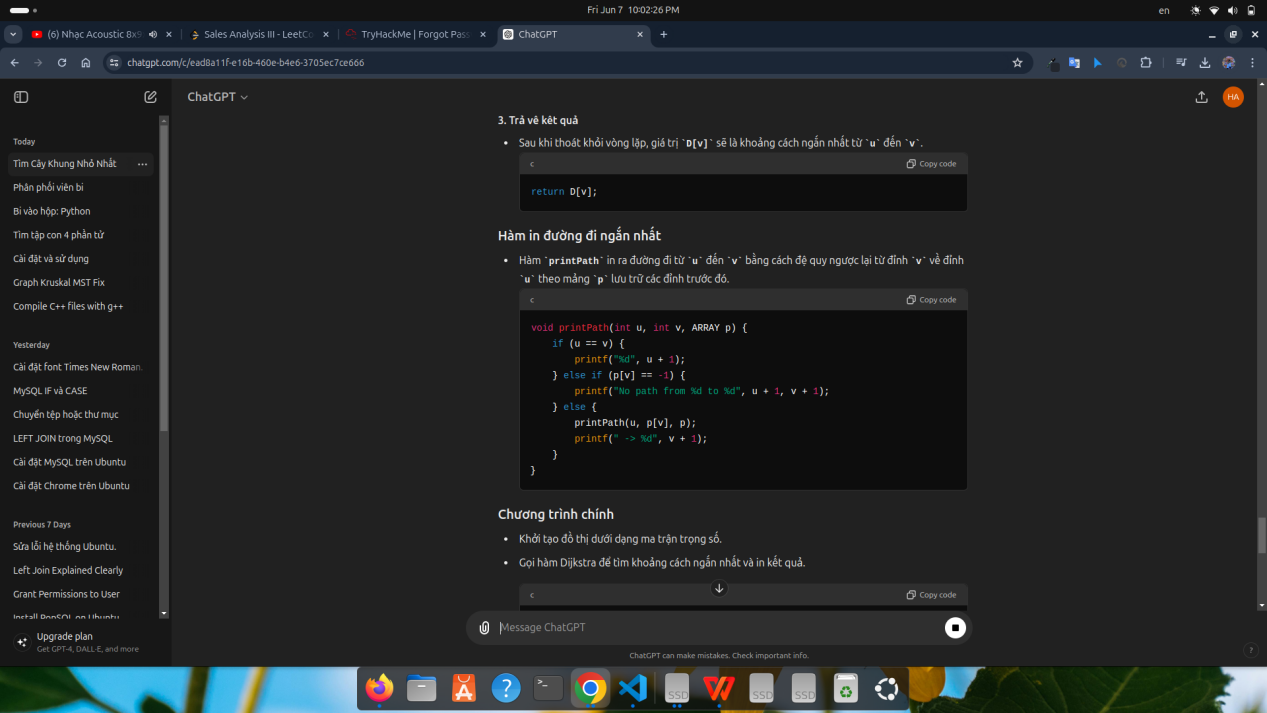 Fri Jun 7 10:02:26 PM
en
(6) Nhạc Acoustic 8x9
Sales Analysis III - LeetCo
TryHackMe | Forgot Pass
ChatGPT
chatgpt.com/c/ead8a11f-e16b-460e-b4e6-3705ec7ce666
ChatGPT
HA
Today
Tìm Cây Khung Nhỏ Nhất
Phân phối viên bi
Bi vào hộp: Python
Tìm tập con 4 phần tử
Cài đặt và sử dụng
Graph Kruskal MST Fix
Compile C++ files with g++
Yesterday
Cài đặt font Times New Roman.
MySQL IF và CASE
Chuyển tệp hoặc thư mục
LEFT JOIN trong MySQL
Cài đặt MySQL trên Ubuntu
Cài đặt Chrome trên Ubuntu
Previous 7 Days
Sửa lỗi hệ thống Ubuntu.
Left Join Explained Clearly
Grant Permissions to User
Install PopSQL on Ubuntu
Upgrade plan
Get GPT-4, DALL-E, and more
3. Trả về kết quả
Sau khi thoát khỏi vòng lặp, giá trị `D[v]` sẽ là khoảng cách ngắn nhất từ `u` đến `v`.
c
Copy code
return D[v];
Hàm in đường đi ngắn nhất
Hàm `printPath` in ra đường đi từ `u` đến `v` bằng cách đệ quy ngược lại từ đỉnh `v` về đỉnh
`u` theo mảng `p` lưu trữ các đỉnh trước đó.
c
Copy code
void printPath(int u, int v, ARRAY p) {
if (u == v) {
printf("%d", u + 1);
} else if (p[v] == -1) {
printf("No path from %d to %d", u + 1, v + 1);
} else {
printPath(u, p[v], p);
printf(" -> %d", v + 1);
}
}
Chương trình chính
Khởi tạo đồ thị dưới dạng ma trận trọng số.
Gọi hàm Dijkstra để tìm khoảng cách ngắn nhất và in kết quả.
c
Copy code
Message ChatGPT
ChatGPT can make mistakes. Check important info.
?
SSD
SSD
SSD